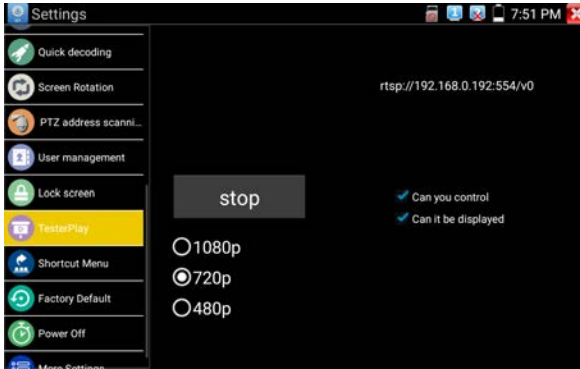 Settings
7:51 PM
Quick decoding
Screen Rotation
PTZ address scanni...
User management
Lock screen
TesterPlay
Shortcut Menu
Factory Default
Power Off
More Settings
rtsp://192.168.0.192:554/v0
stop
Can you control
Can it be displayed
1080p
720p
480p